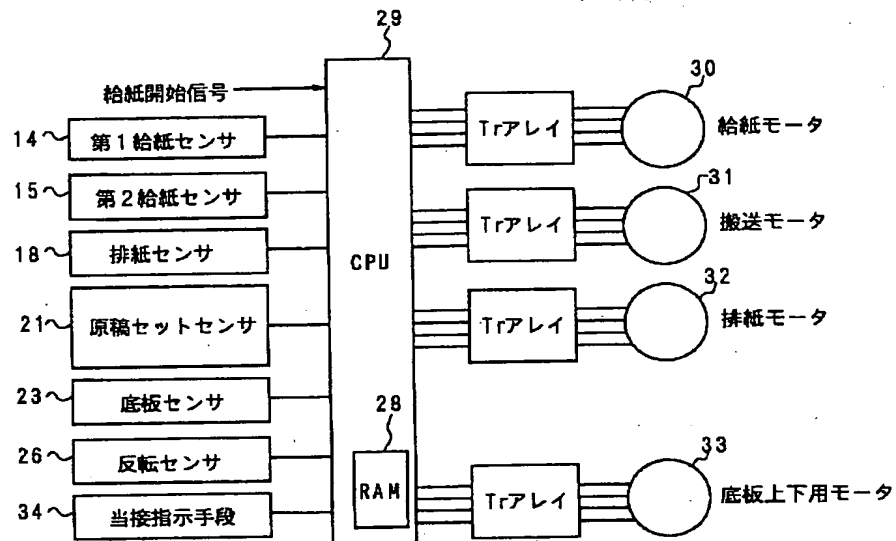 29
給紙開始信号
14 第1給紙センサ
15 第2給紙センサ
18 排紙センサ
21 原稿セットセンサ
23 底板センサ
26 反転センサ
34 当接指示手段
CPU
28
RAM
Trアレイ
30
給紙モータ
Trアレイ
31
搬送モータ
Trアレイ
32
排紙モータ
Trアレイ
33
底板上下用モータ